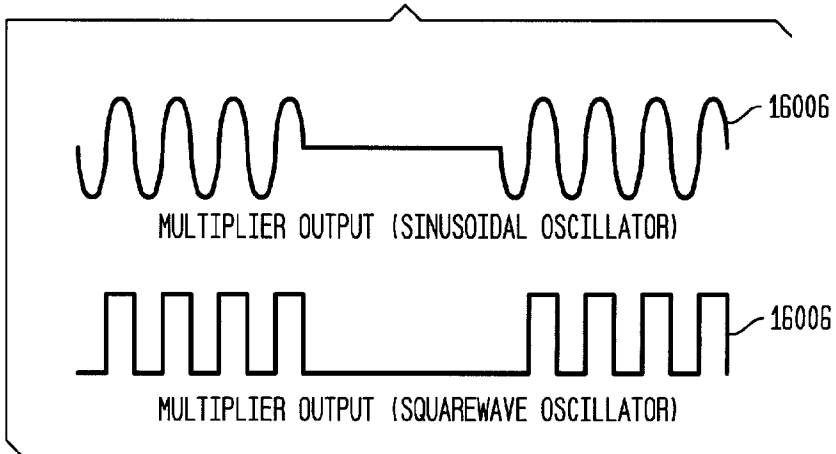 16006
MULTIPLIER OUTPUT (SINUSOIDAL OSCILLATOR)
16006
MULTIPLIER OUTPUT (SQUAREWAVE OSCILLATOR)